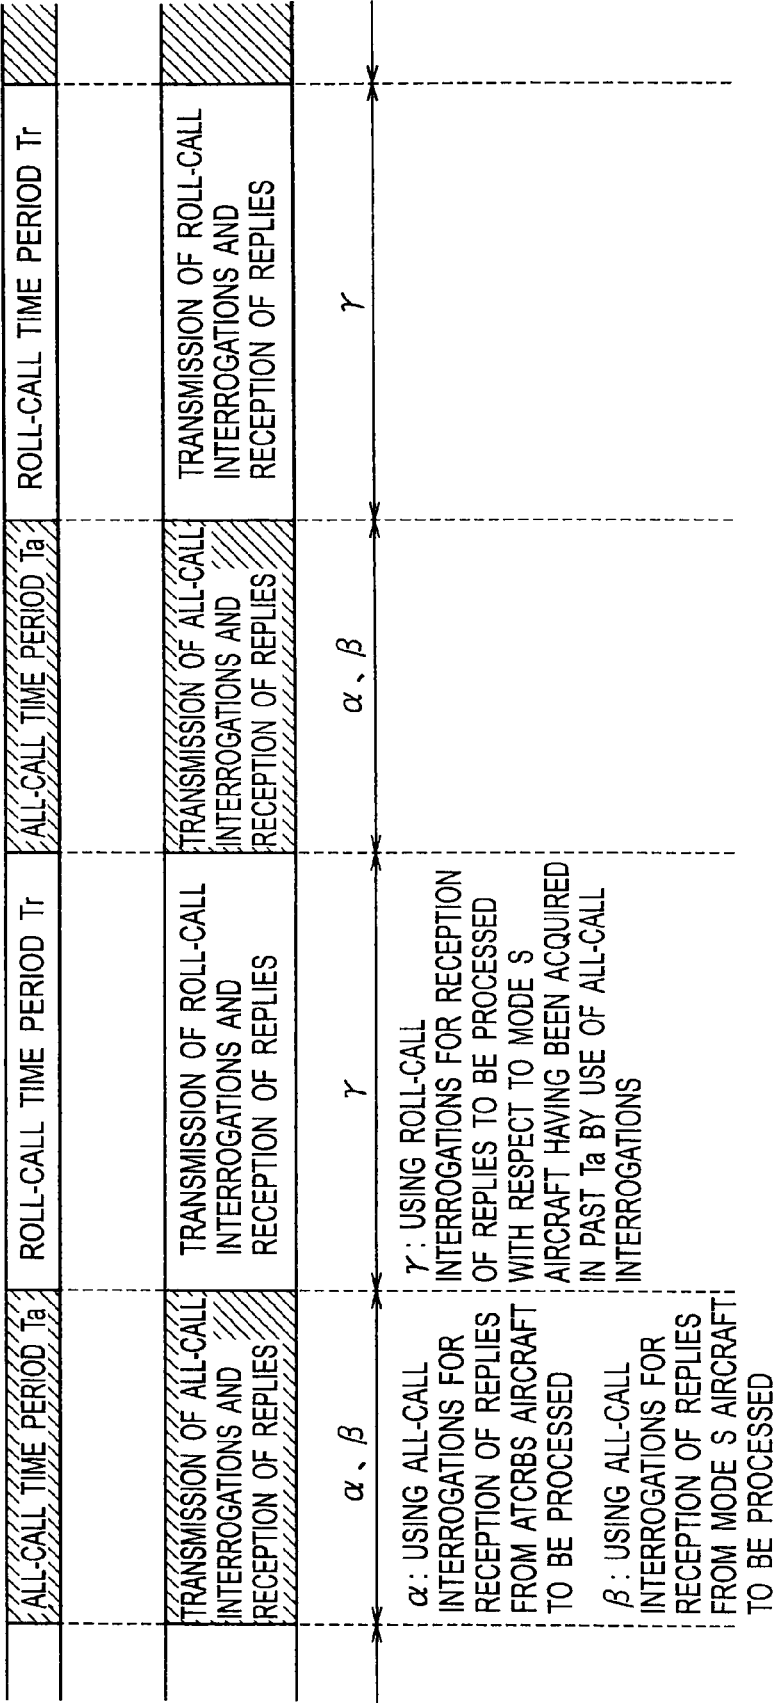 ALL-CALL TIME PERIOD Ta
ROLL-CALL TIME PERIOD Tr
ALL-CALL TIME PERIOD Ta
ROLL-CALL TIME PERIOD Tr
TRANSMISSION OF ALL-CALL
INTERROGATIONS AND
RECEPTION OF REPLIES
TRANSMISSION OF ROLL-CALL
INTERROGATIONS AND
RECEPTION OF REPLIES
TRANSMISSION OF ALL-CALL
INTERROGATIONS AND
RECEPTION OF REPLIES
TRANSMISSION OF ROLL-CALL
INTERROGATIONS AND
RECEPTION OF REPLIES
α、β
γ
α、β
γ
α: USING ALL-CALL
INTERROGATIONS FOR
RECEPTION OF REPLIES
FROM ATCRBS AIRCRAFT
TO BE PROCESSED
β: USING ALL-CALL
INTERROGATIONS FOR
RECEPTION OF REPLIES
FROM MODE S AIRCRAFT
TO BE PROCESSED
γ: USING ROLL-CALL
INTERROGATIONS FOR RECEPTION
OF REPLIES TO BE PROCESSED
WITH RESPECT TO MODE S
AIRCRAFT HAVING BEEN ACQUIRED
IN PAST Ta BY USE OF ALL-CALL
INTERROGATIONS